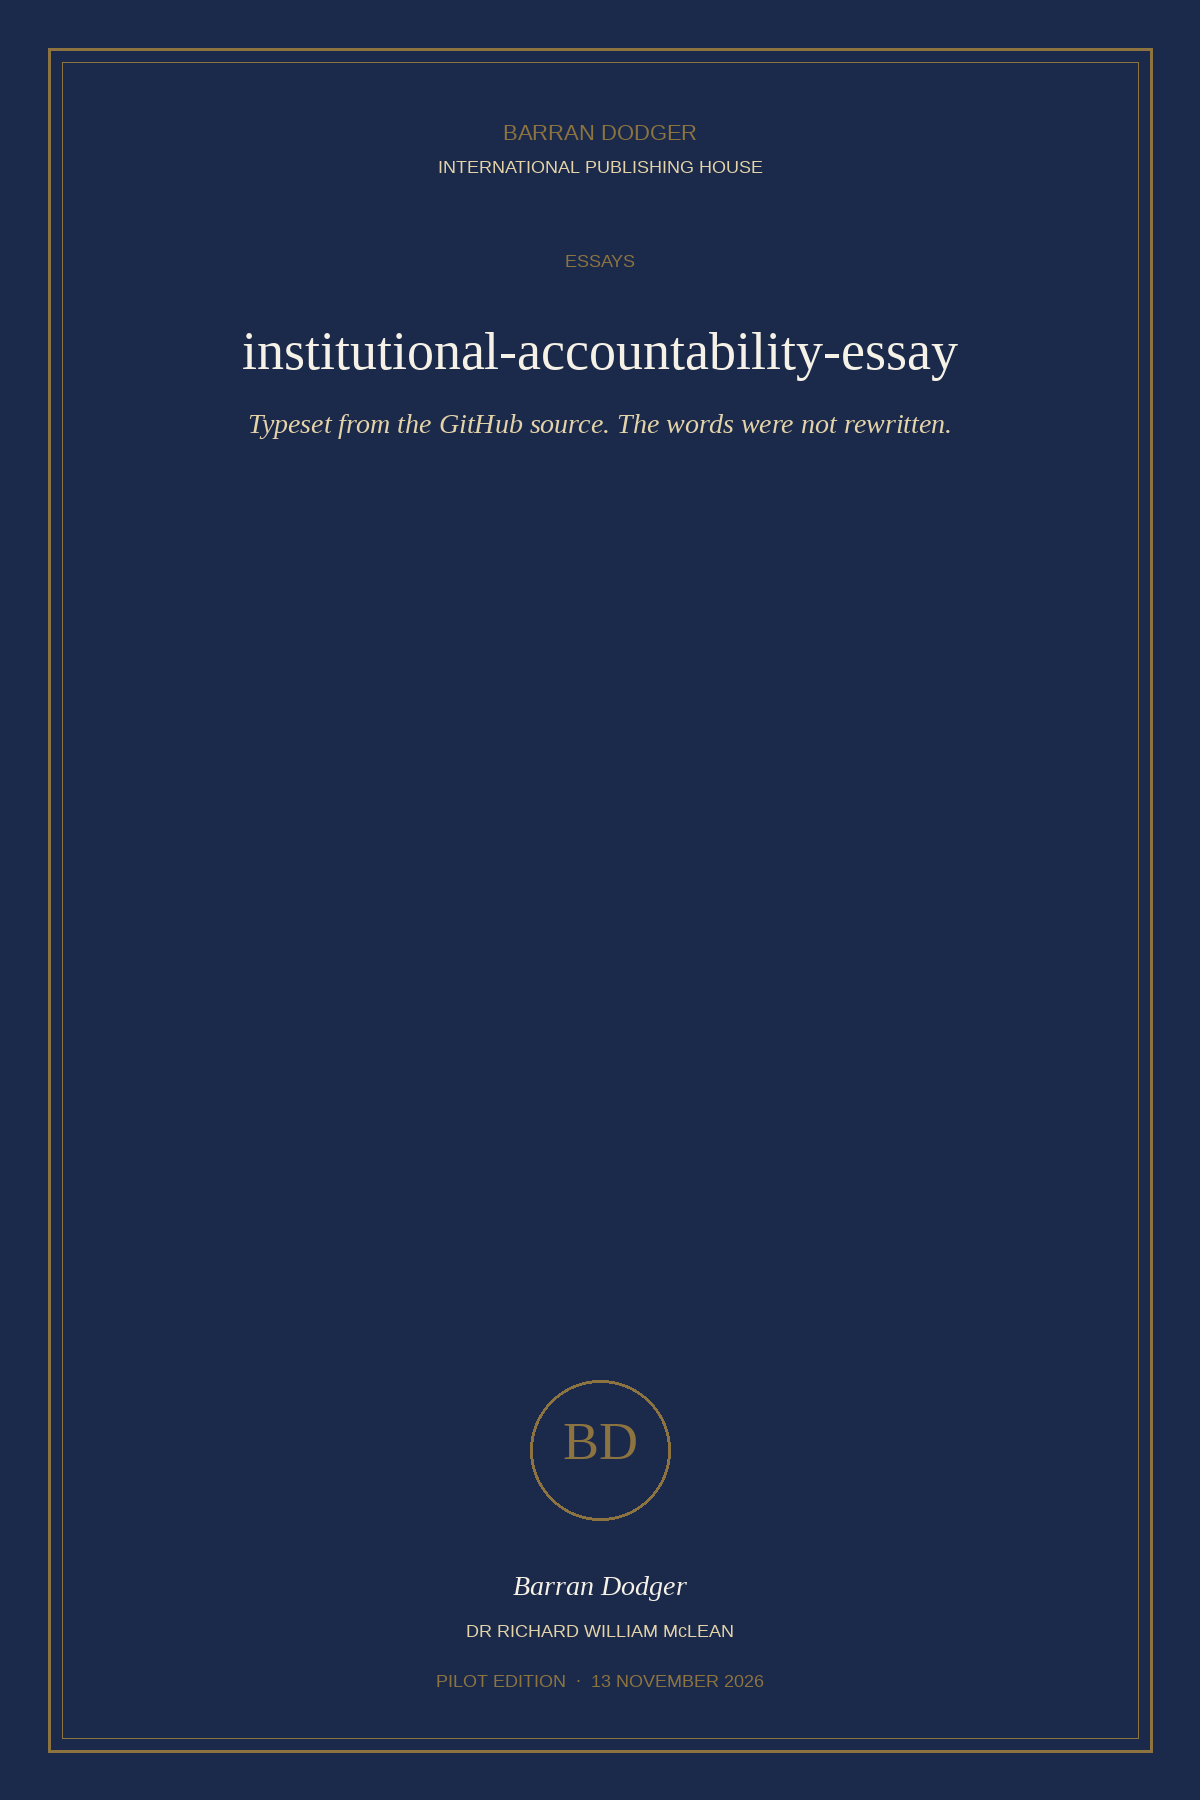 BARRAN DODGER
INTERNATIONAL PUBLISHING HOUSE
ESSAYS
institutional-accountability-essay
Typeset from the GitHub source. The words were not rewritten.
BD
Barran Dodger
DR RICHARD WILLIAM McLEAN
PILOT EDITION · 13 NOVEMBER 2026